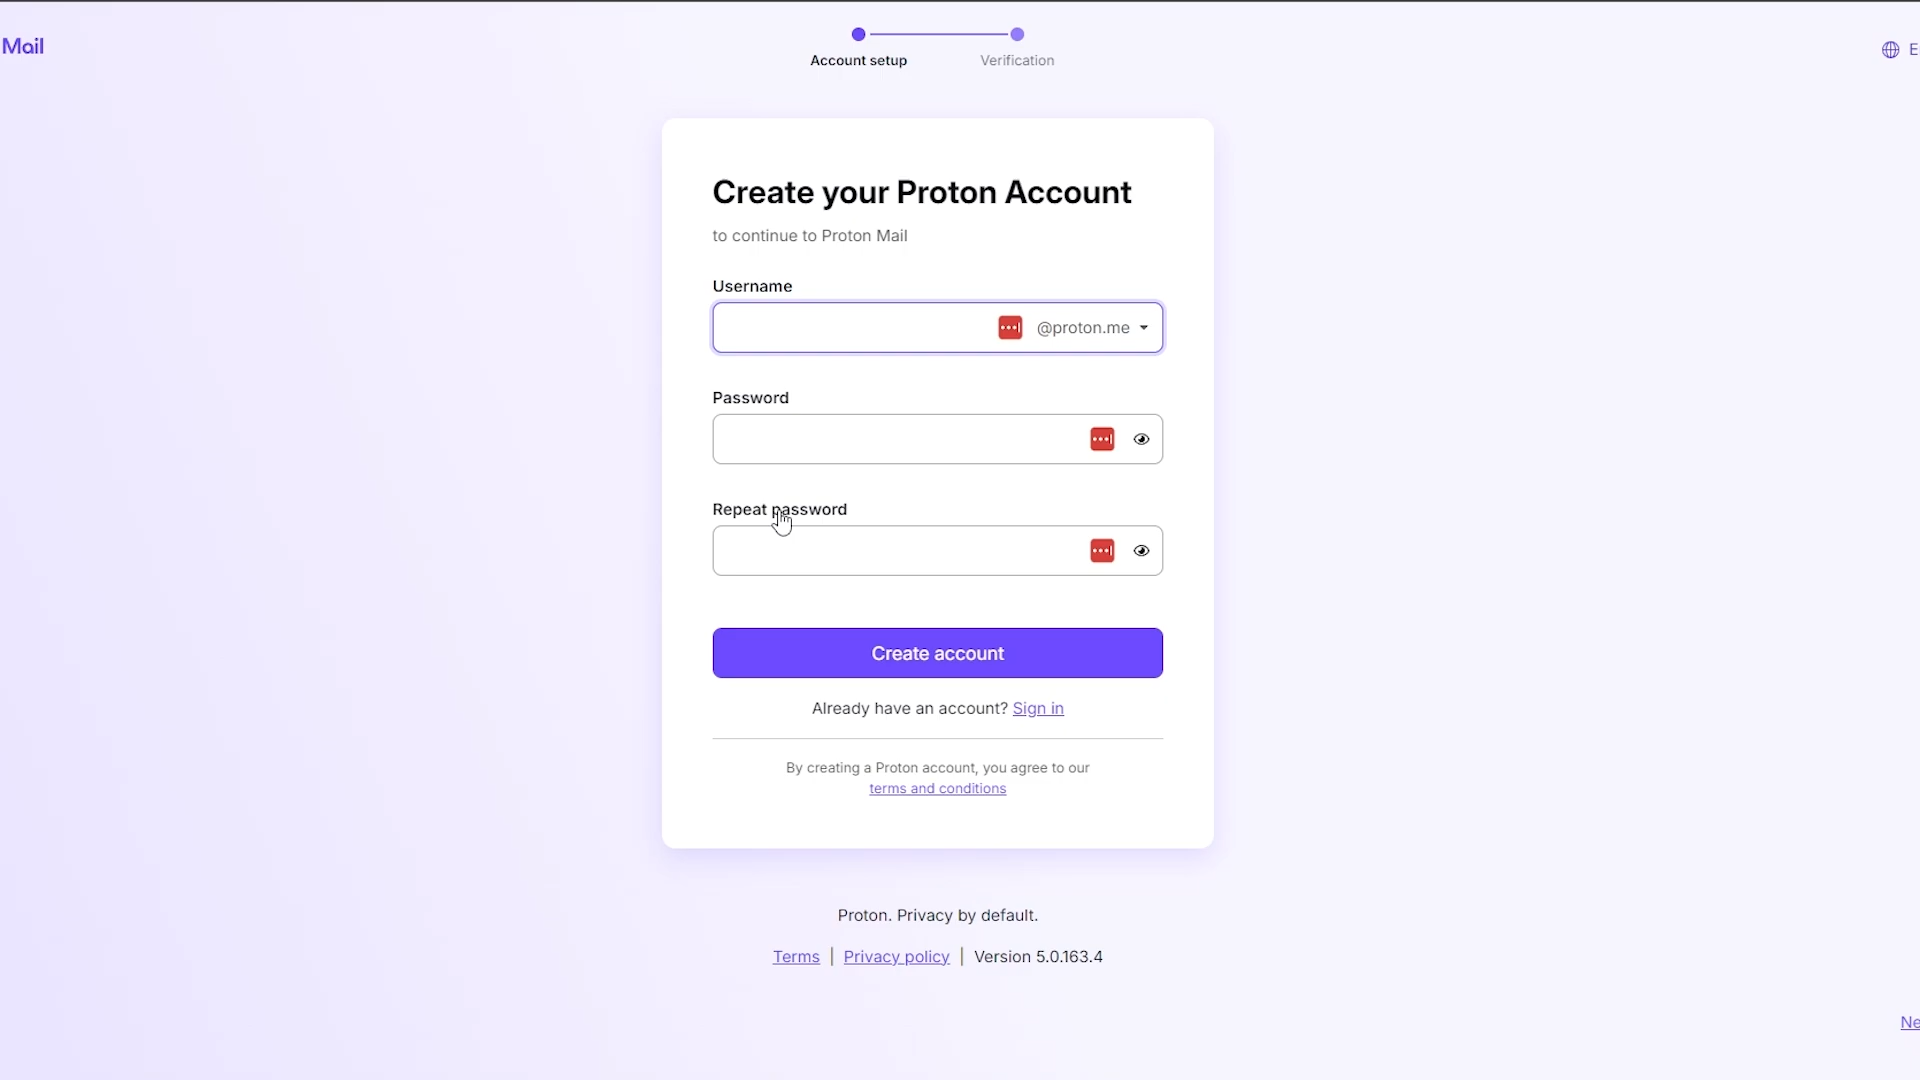 Mail
Account setup
Verification
Create your Proton Account
to continue to Proton Mail
Username
@proton.me
Password
Repeat password
Create account
Already have an account? Sign in
By creating a Proton account, you agree to our
terms and conditions
Proton. Privacy by default.
Terms | Privacy policy | Version 5.0.163.4